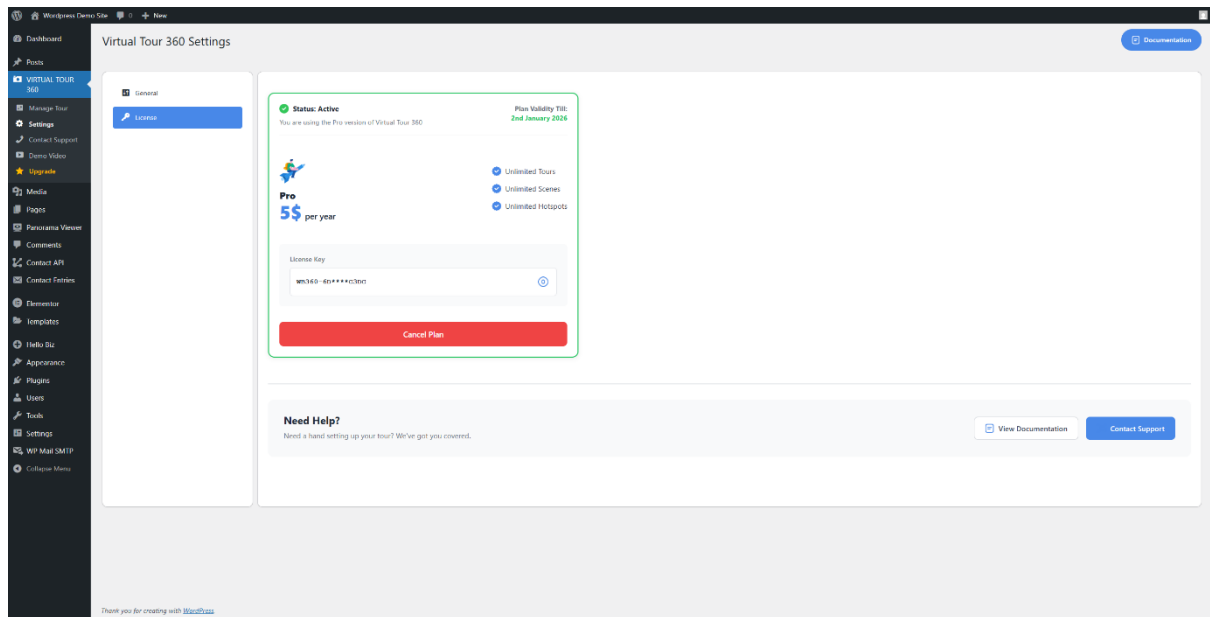 Wordpress Demo Site 0 + New
Dashboard
Posts
VIRTUAL TOUR
360
Manage Tour
Settings
Contact Support
Demo Video
Upgrade
Media
Pages
Panorama Viewer
Comments
Contact API
Contact Entries
Elementor
Templates
Hello Biz
Appearance
Plugins
Users
Tools
Settings
WP Mail SMTP
Collapse Menu
Virtual Tour 360 Settings
Documentation
General
License
Status: Active
You are using the Pro version of Virtual Tour 360
Plan Validity Till:
2nd January 2026
Pro
5$ per year
Unlimited Tours
Unlimited Scenes
Unlimited Hotspots
License Key
Cancel Plan
Need Help?
Need a hand setting up your tour? We've got you covered.
View Documentation
Contact Support
Thank you for creating with WordPress